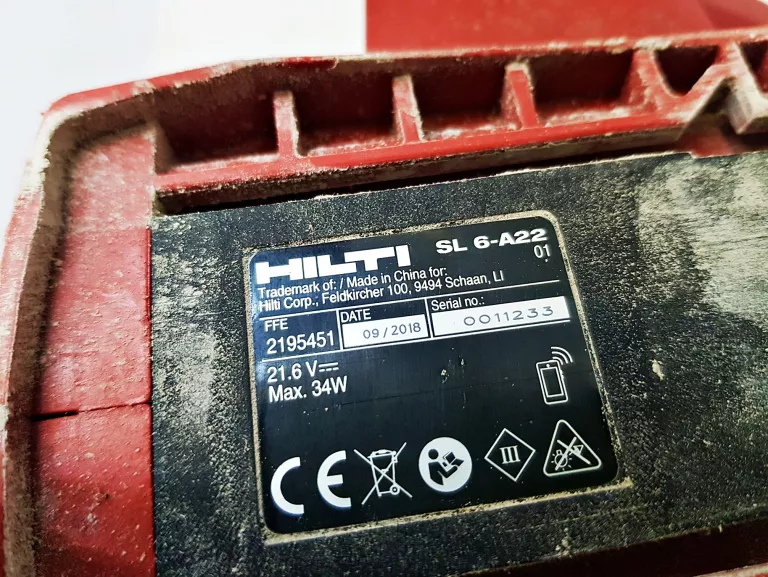 HILTI
SL 6-A22
01
Trademark of: / Made in China for:
Hilti Corp., Feldkircher 100, 9494 Schaan, LI
FFE
2195451
DATE
09/2018
Serial no.:
0011233
21.6 V
Max. 34W
CE
III